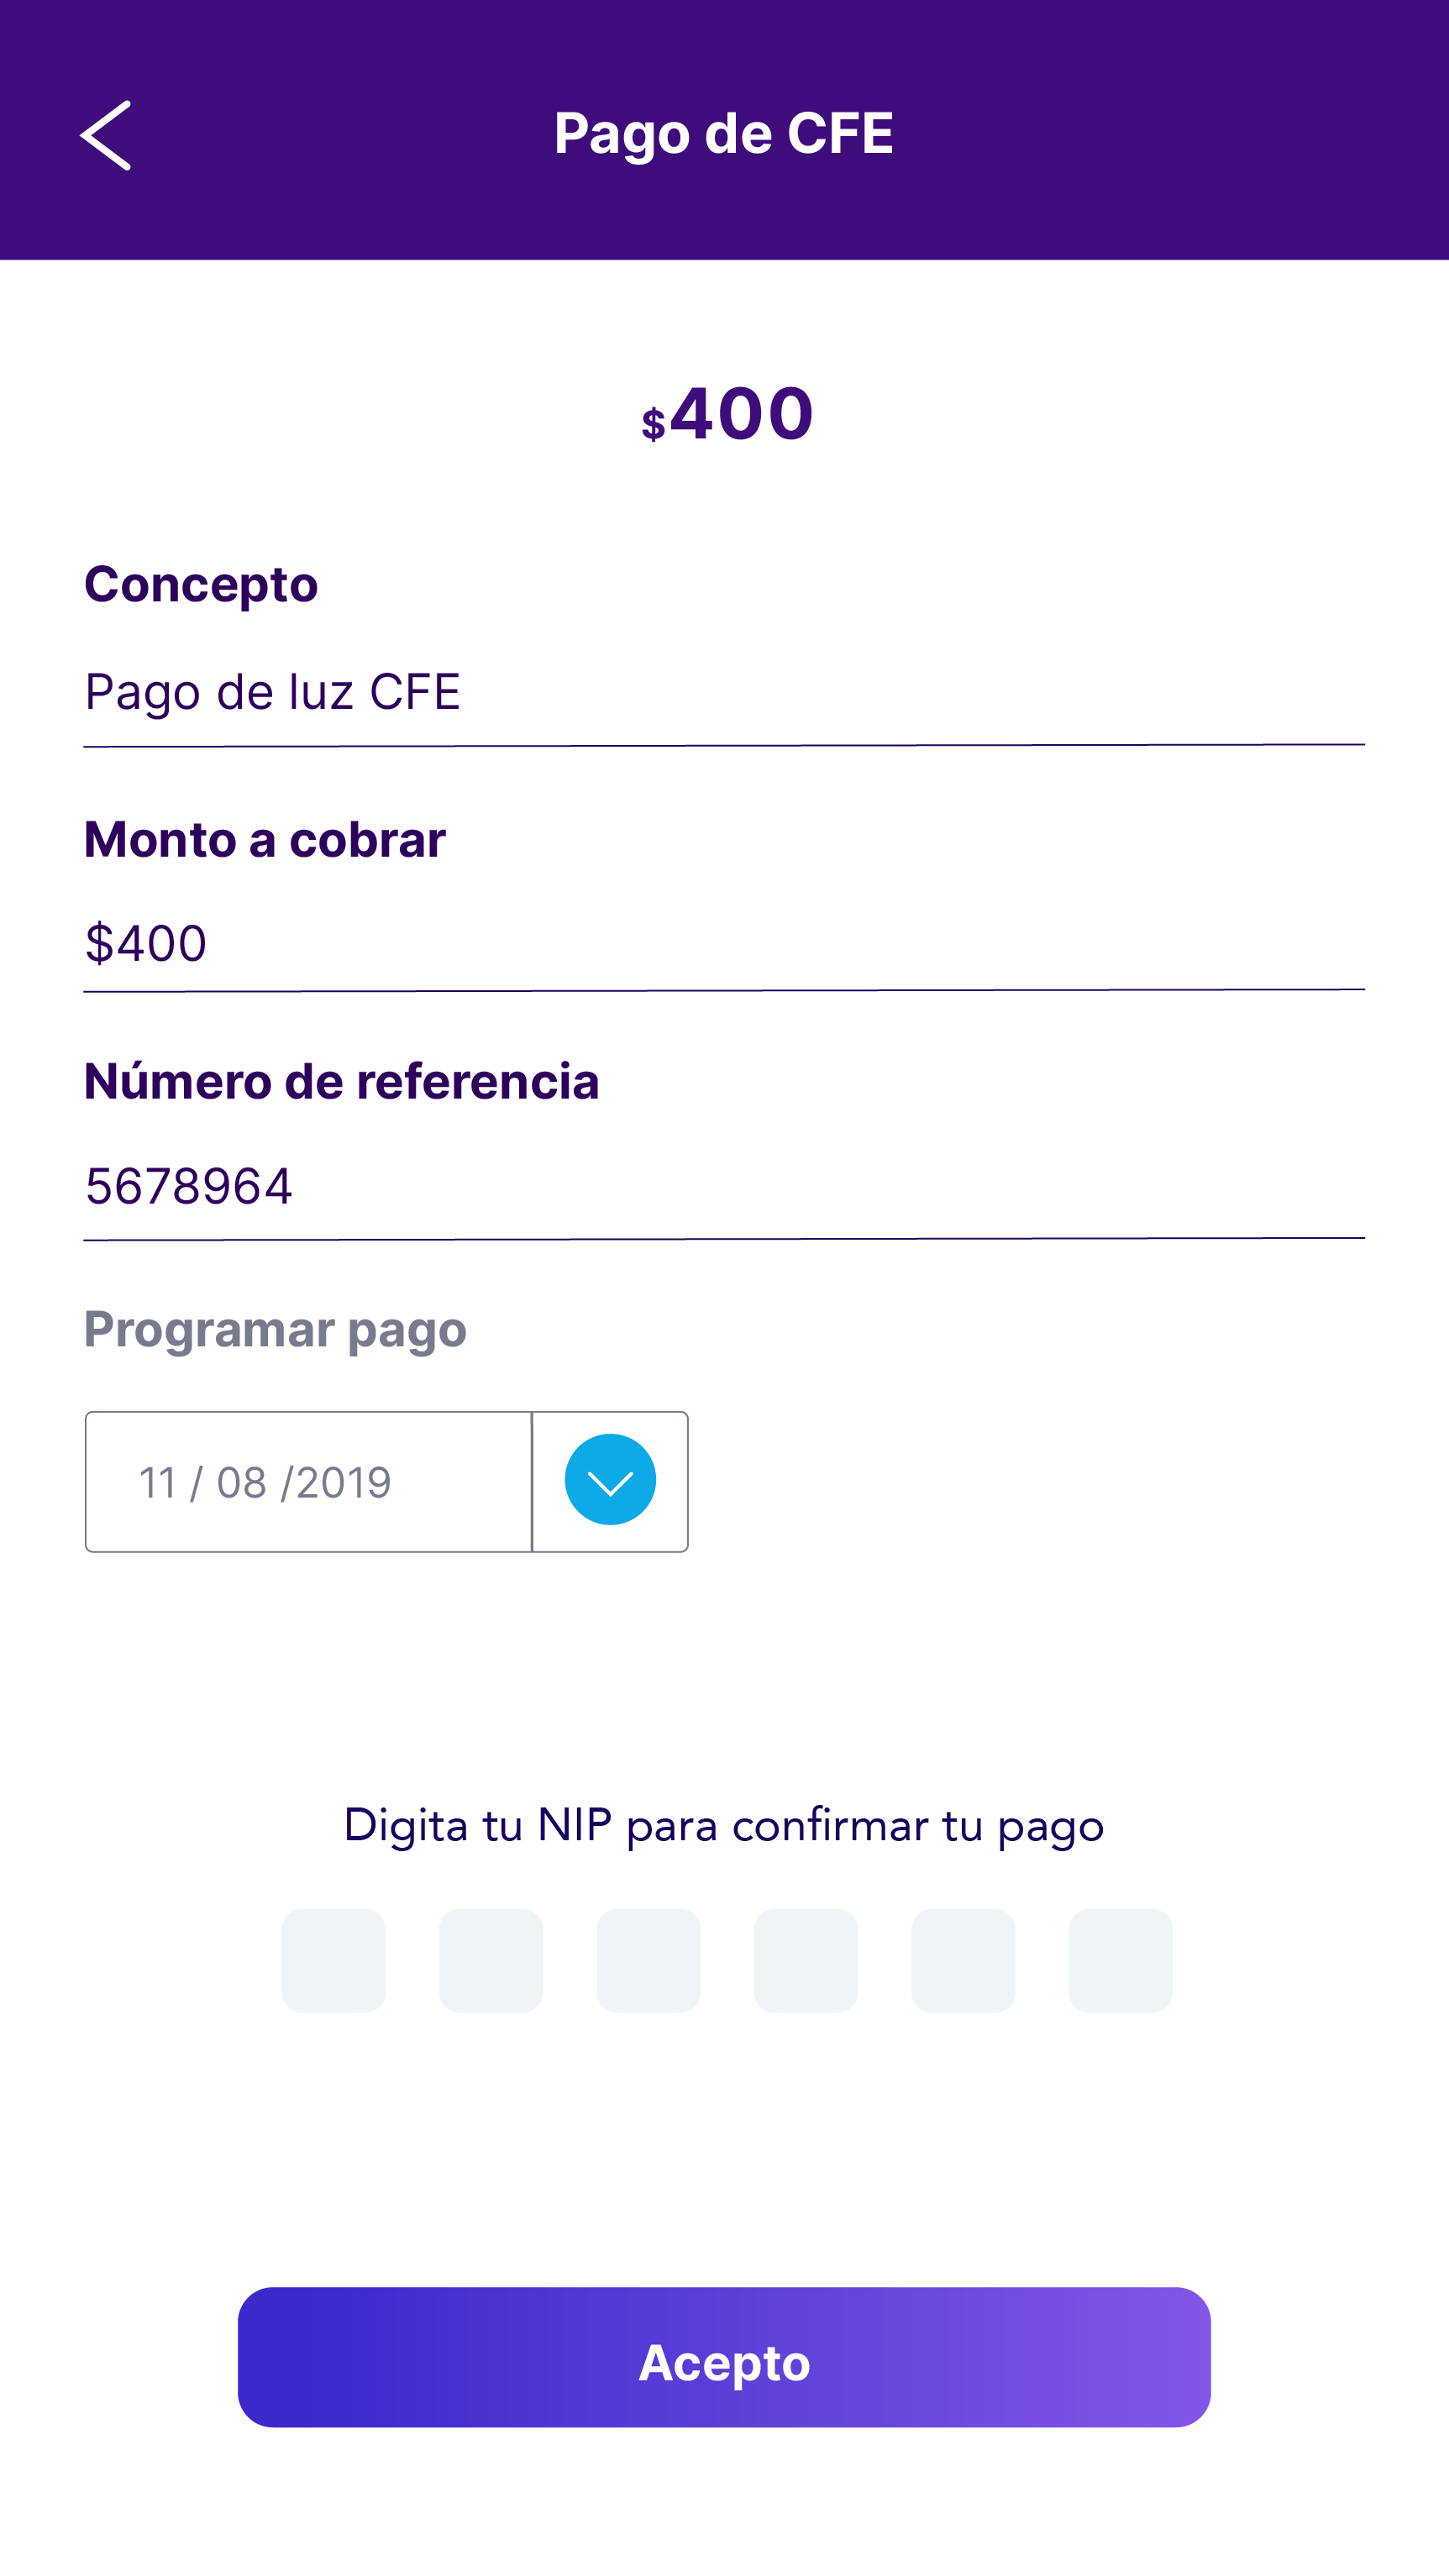 Pago de CFE
$400
Concepto
Pago de luz CFE
Monto a cobrar
$400
Número de referencia
5678964
Programar pago
11 / 08 /2019
Digita tu NIP para confirmar tu pago
Acepto